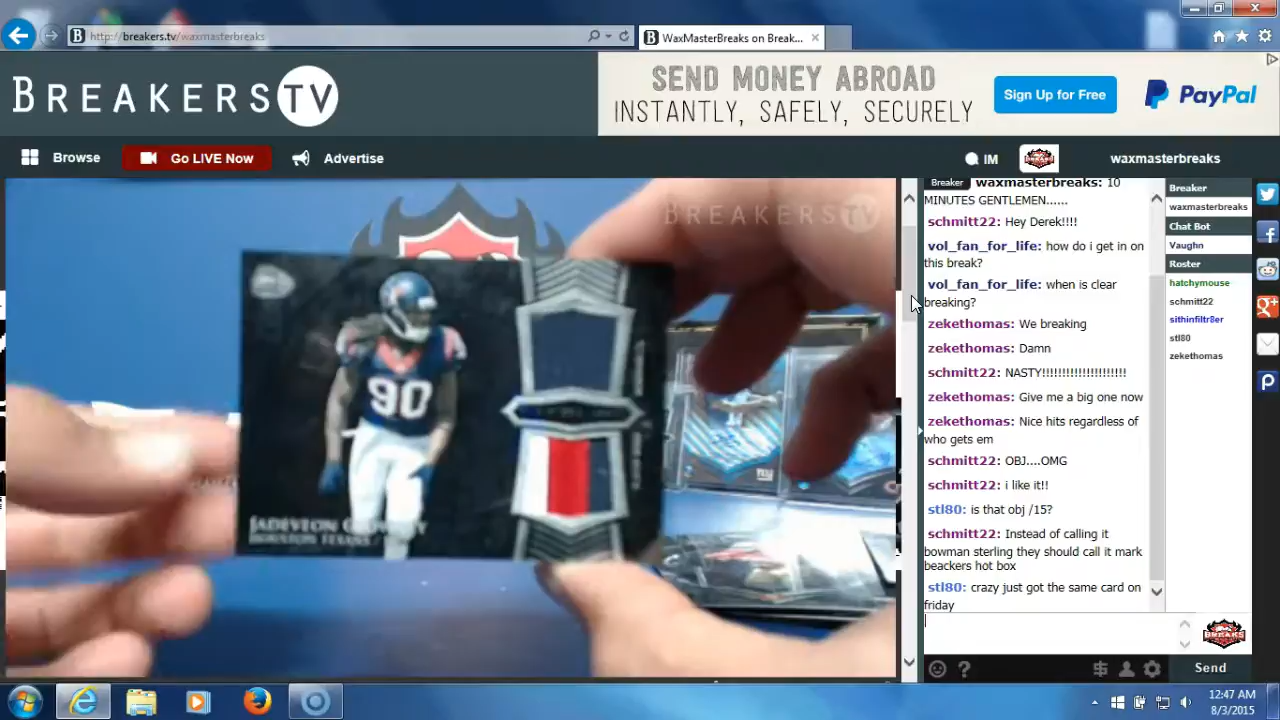 http://breakers.tv/waxmasterbreaks
WaxMasterBreaks on Break...
BREAKERSTV
SEND MONEY ABROAD
INSTANTLY, SAFELY, SECURELY
Sign Up for Free
PayPal
Browse
Go LIVE Now
Advertise
IM
waxmasterbreaks
BREAKERSTV
90
JADEVEON CLOWNEY
HOUSTON TEXANS
Breaker waxmasterbreaks: 10
MINUTES GENTLEMEN......
schmitt22: Hey Derek!!!!
vol_fan_for_life: how do i get in on
this break?
vol_fan_for_life: when is clear
breaking?
zekethomas: We breaking
zekethomas: Damn
schmitt22: NASTY!!!!!!!!!!!!!!!!!!!!!
zekethomas: Give me a big one now
zekethomas: Nice hits regardless of
who gets em
schmitt22: OBJ....OMG
schmitt22: i like it!!
stl80: is that obj /15?
schmitt22: Instead of calling it
bowman sterling they should call it mark
beackers hot box
stl80: crazy just got the same card on
friday
Breaker
waxmasterbreaks
Chat Bot
Vaughn
Roster
hatchymouse
schmitt22
sithinfiltr8er
stl80
zekethomas
BREAKS
Send
12:47 AM
8/3/2015